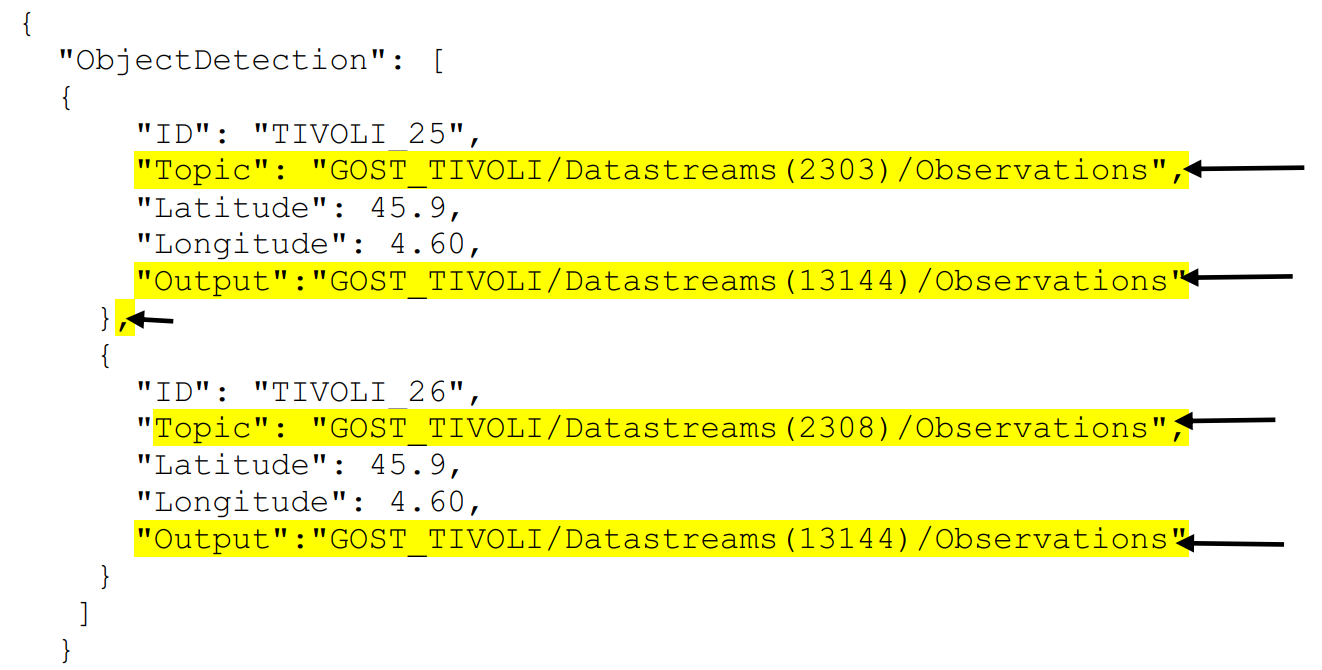 {
"ObjectDetection": [
{
"ID": "TIVOLI_25",
"Topic": "GOST_TIVOLI/Datastreams(2303)/Observations",
"Latitude": 45.9,
"Longitude": 4.60,
"Output":"GOST_TIVOLI/Datastreams(13144)/Observations"
},
{
"ID": "TIVOLI_26",
"Topic": "GOST_TIVOLI/Datastreams(2308)/Observations",
"Latitude": 45.9,
"Longitude": 4.60,
"Output":"GOST_TIVOLI/Datastreams(13144)/Observations"
}
]
}